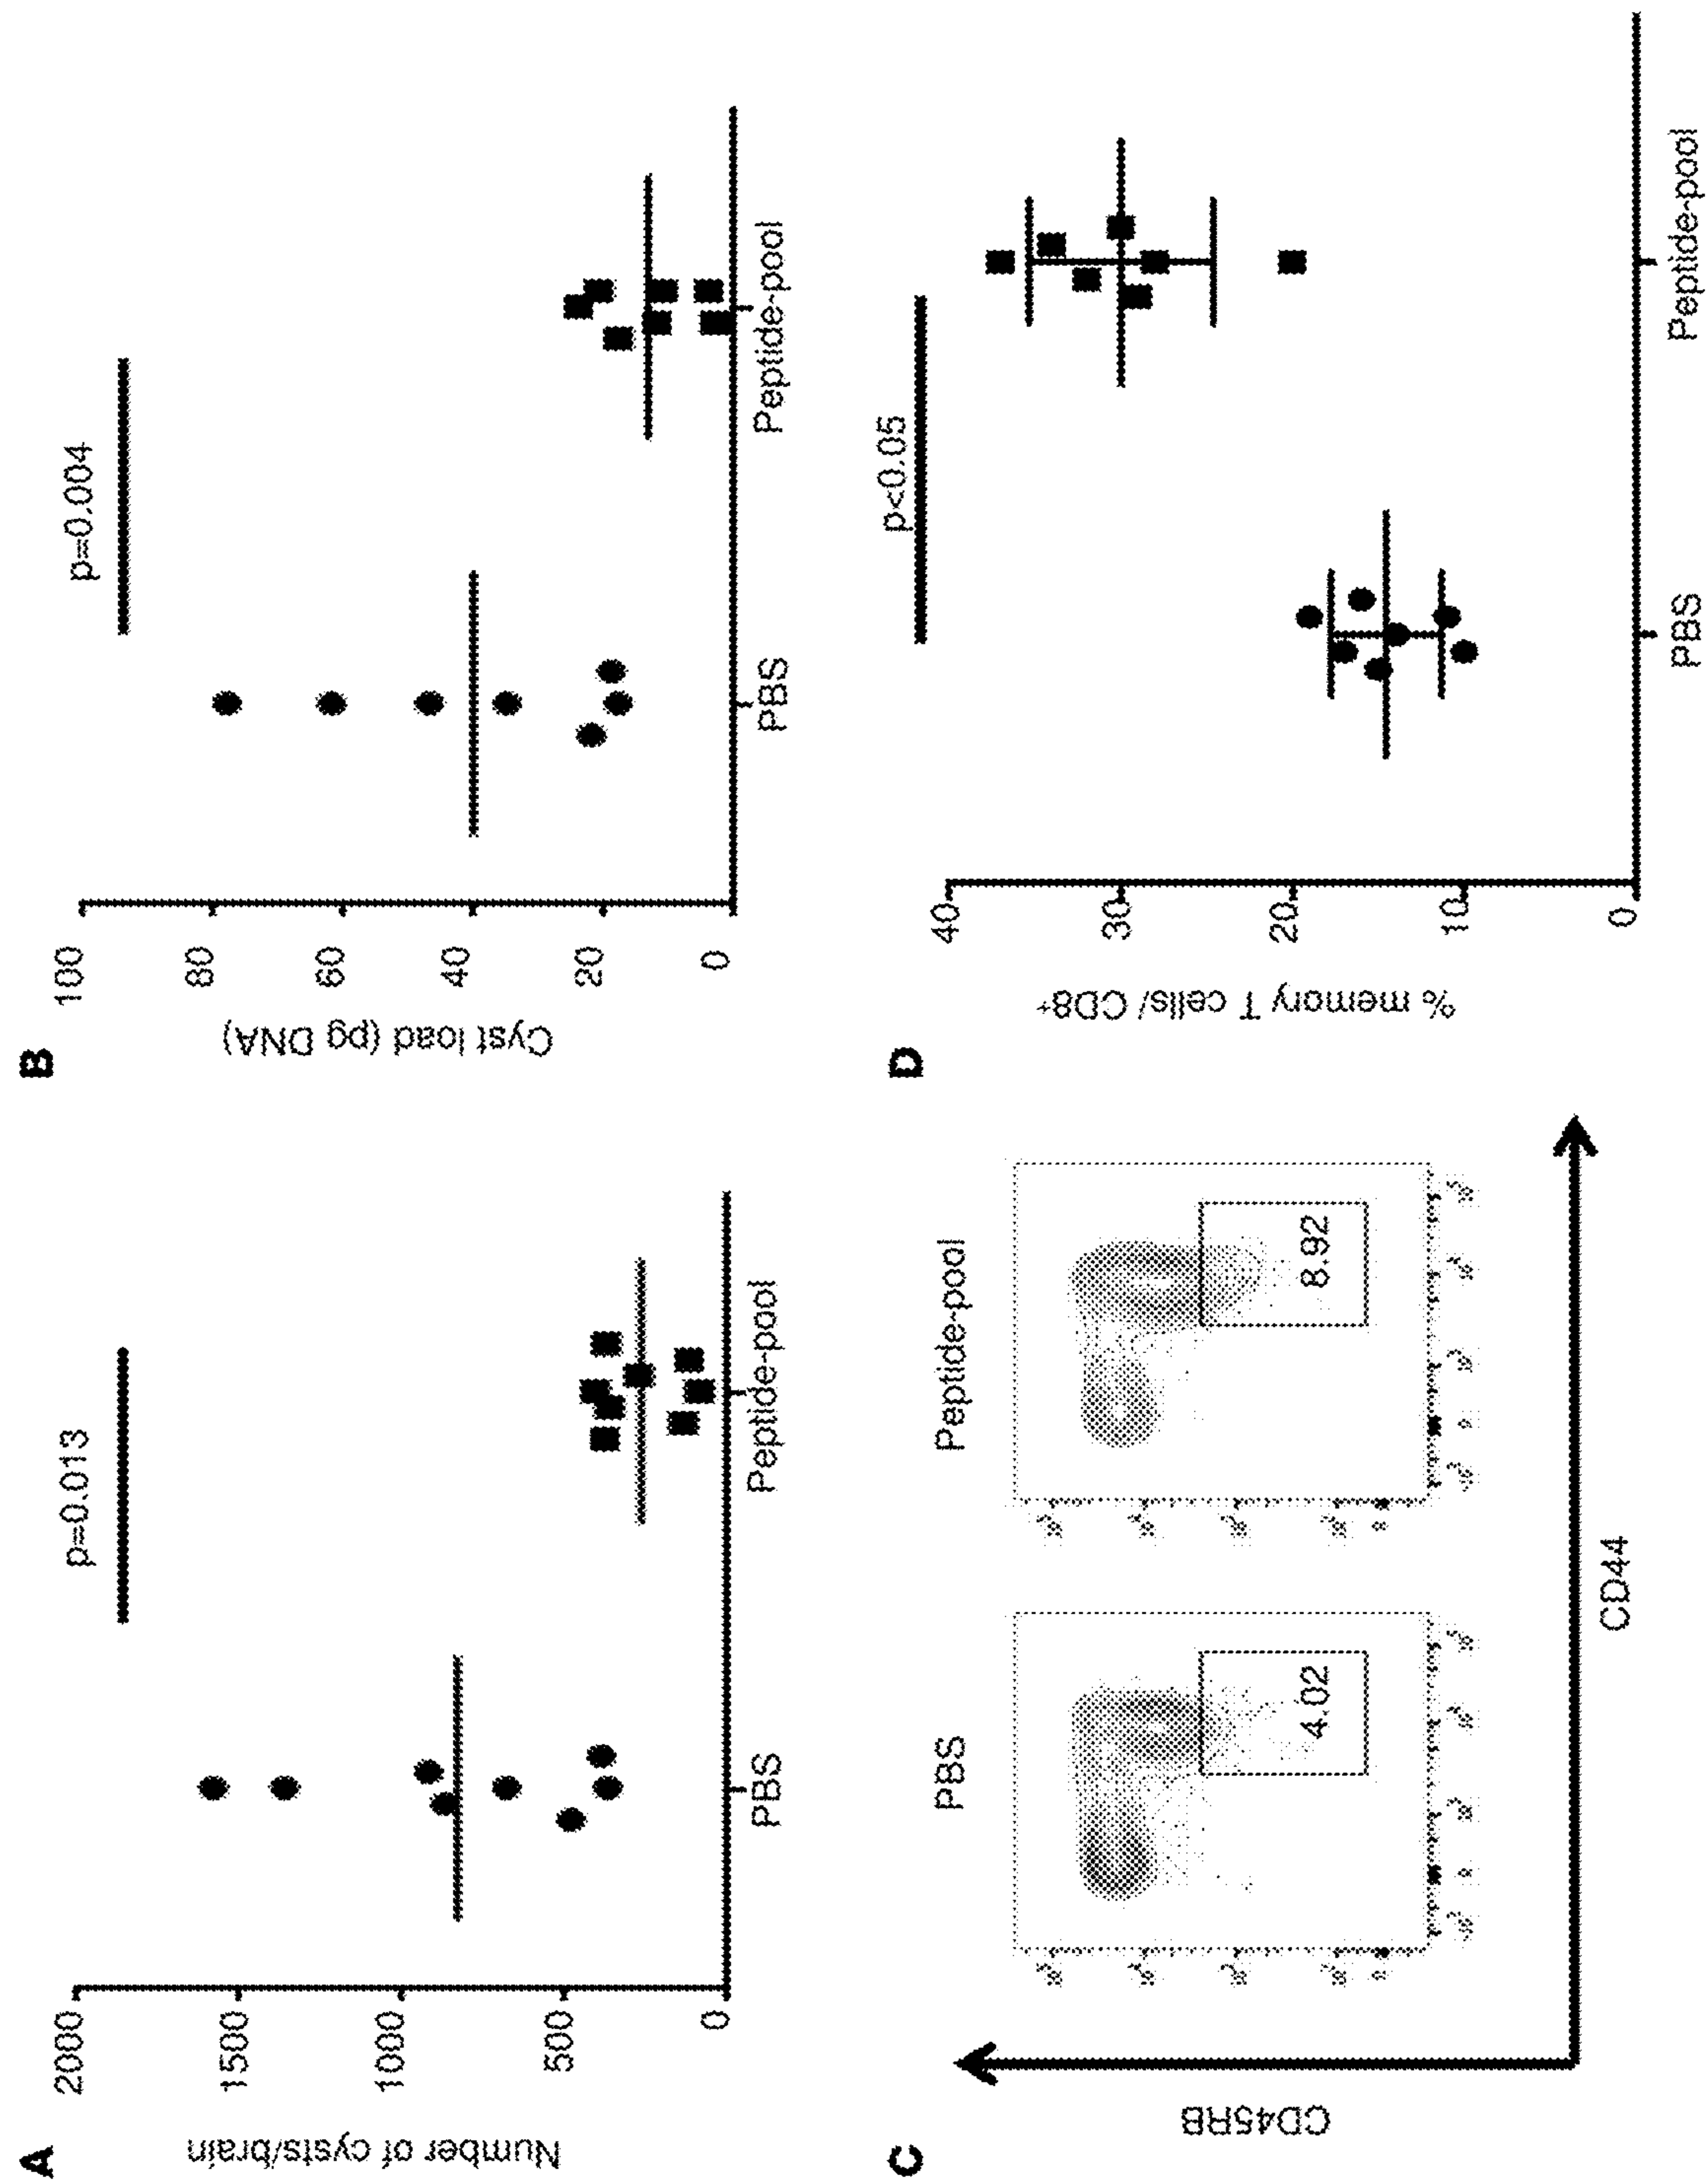 A
Number of cysts/brain
2000
1500
1000
500
0
p=0.013
PBS
Peptide-pool
B
Cyst load (pg DNA)
100
80
60
40
20
0
p=0.004
PBS
Peptide-pool
C
CD45RB
PBS
4.02
Peptide-pool
8.92
CD44
D
% memory T cells/ CD8⁺
40
30
20
10
0
p<0.05
PBS
Peptide-pool